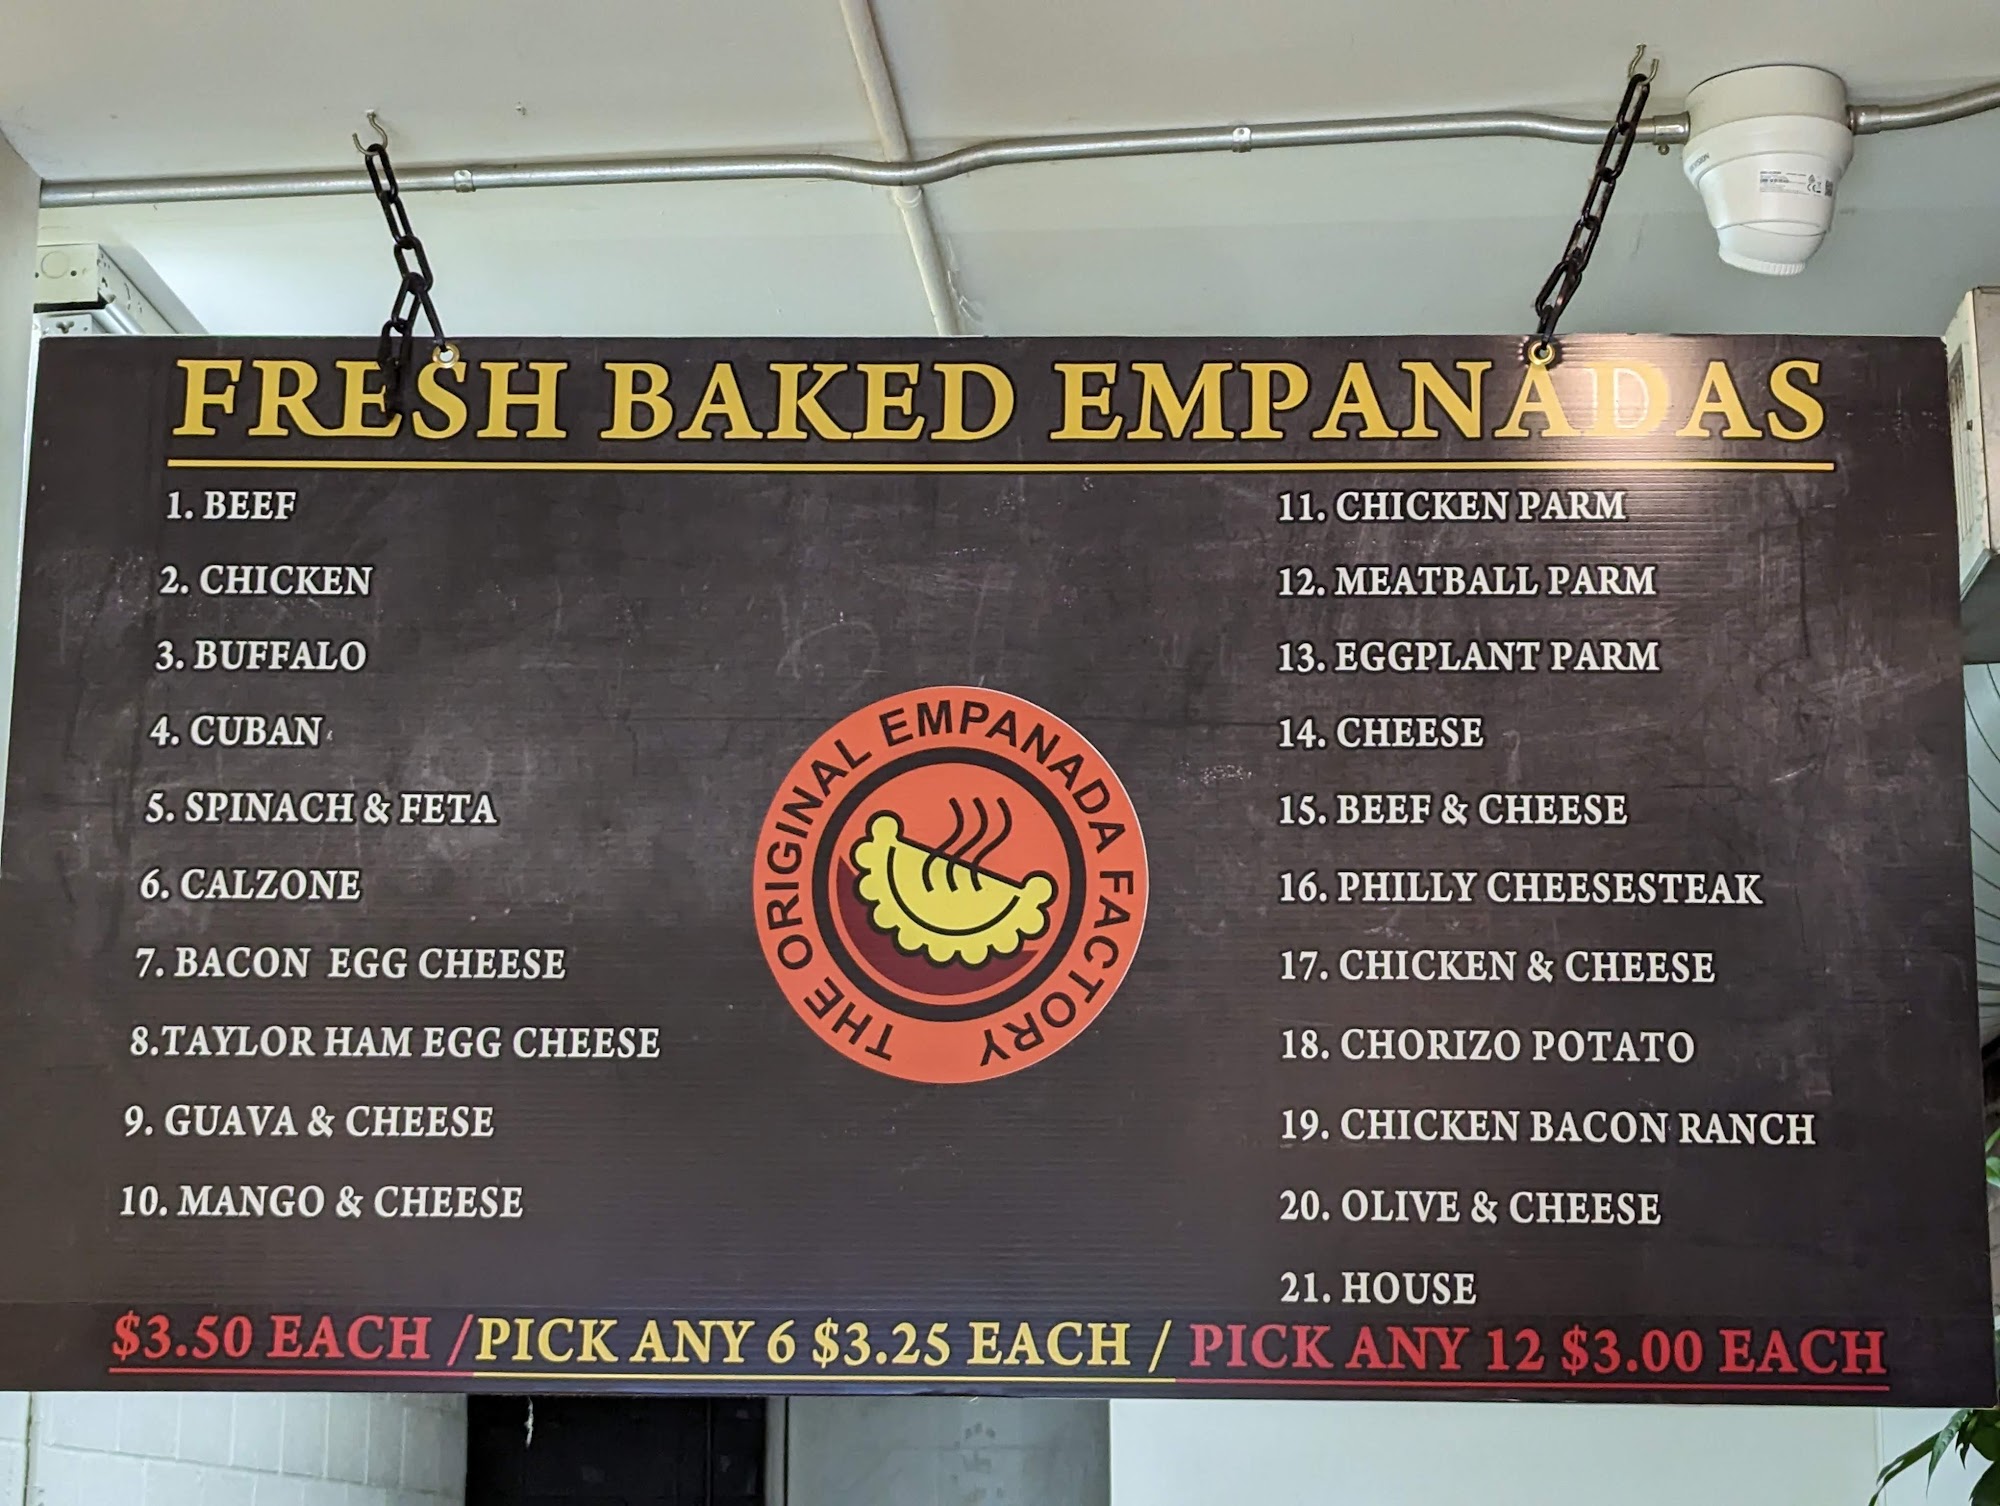 FRESH BAKED EMPANADAS
1. BEEF
2. CHICKEN
3. BUFFALO
4. CUBAN
5. SPINACH & FETA
6. CALZONE
7. BACON EGG CHEESE
8.TAYLOR HAM EGG CHEESE
9. GUAVA & CHEESE
10. MANGO & CHEESE
THE ORIGINAL EMPANADA FACTORY
11. CHICKEN PARM
12. MEATBALL PARM
13. EGGPLANT PARM
14. CHEESE
15. BEEF & CHEESE
16. PHILLY CHEESESTEAK
17. CHICKEN & CHEESE
18. CHORIZO POTATO
19. CHICKEN BACON RANCH
20. OLIVE & CHEESE
21. HOUSE
$3.50 EACH /PICK ANY 6 $3.25 EACH / PICK ANY 12 $3.00 EACH